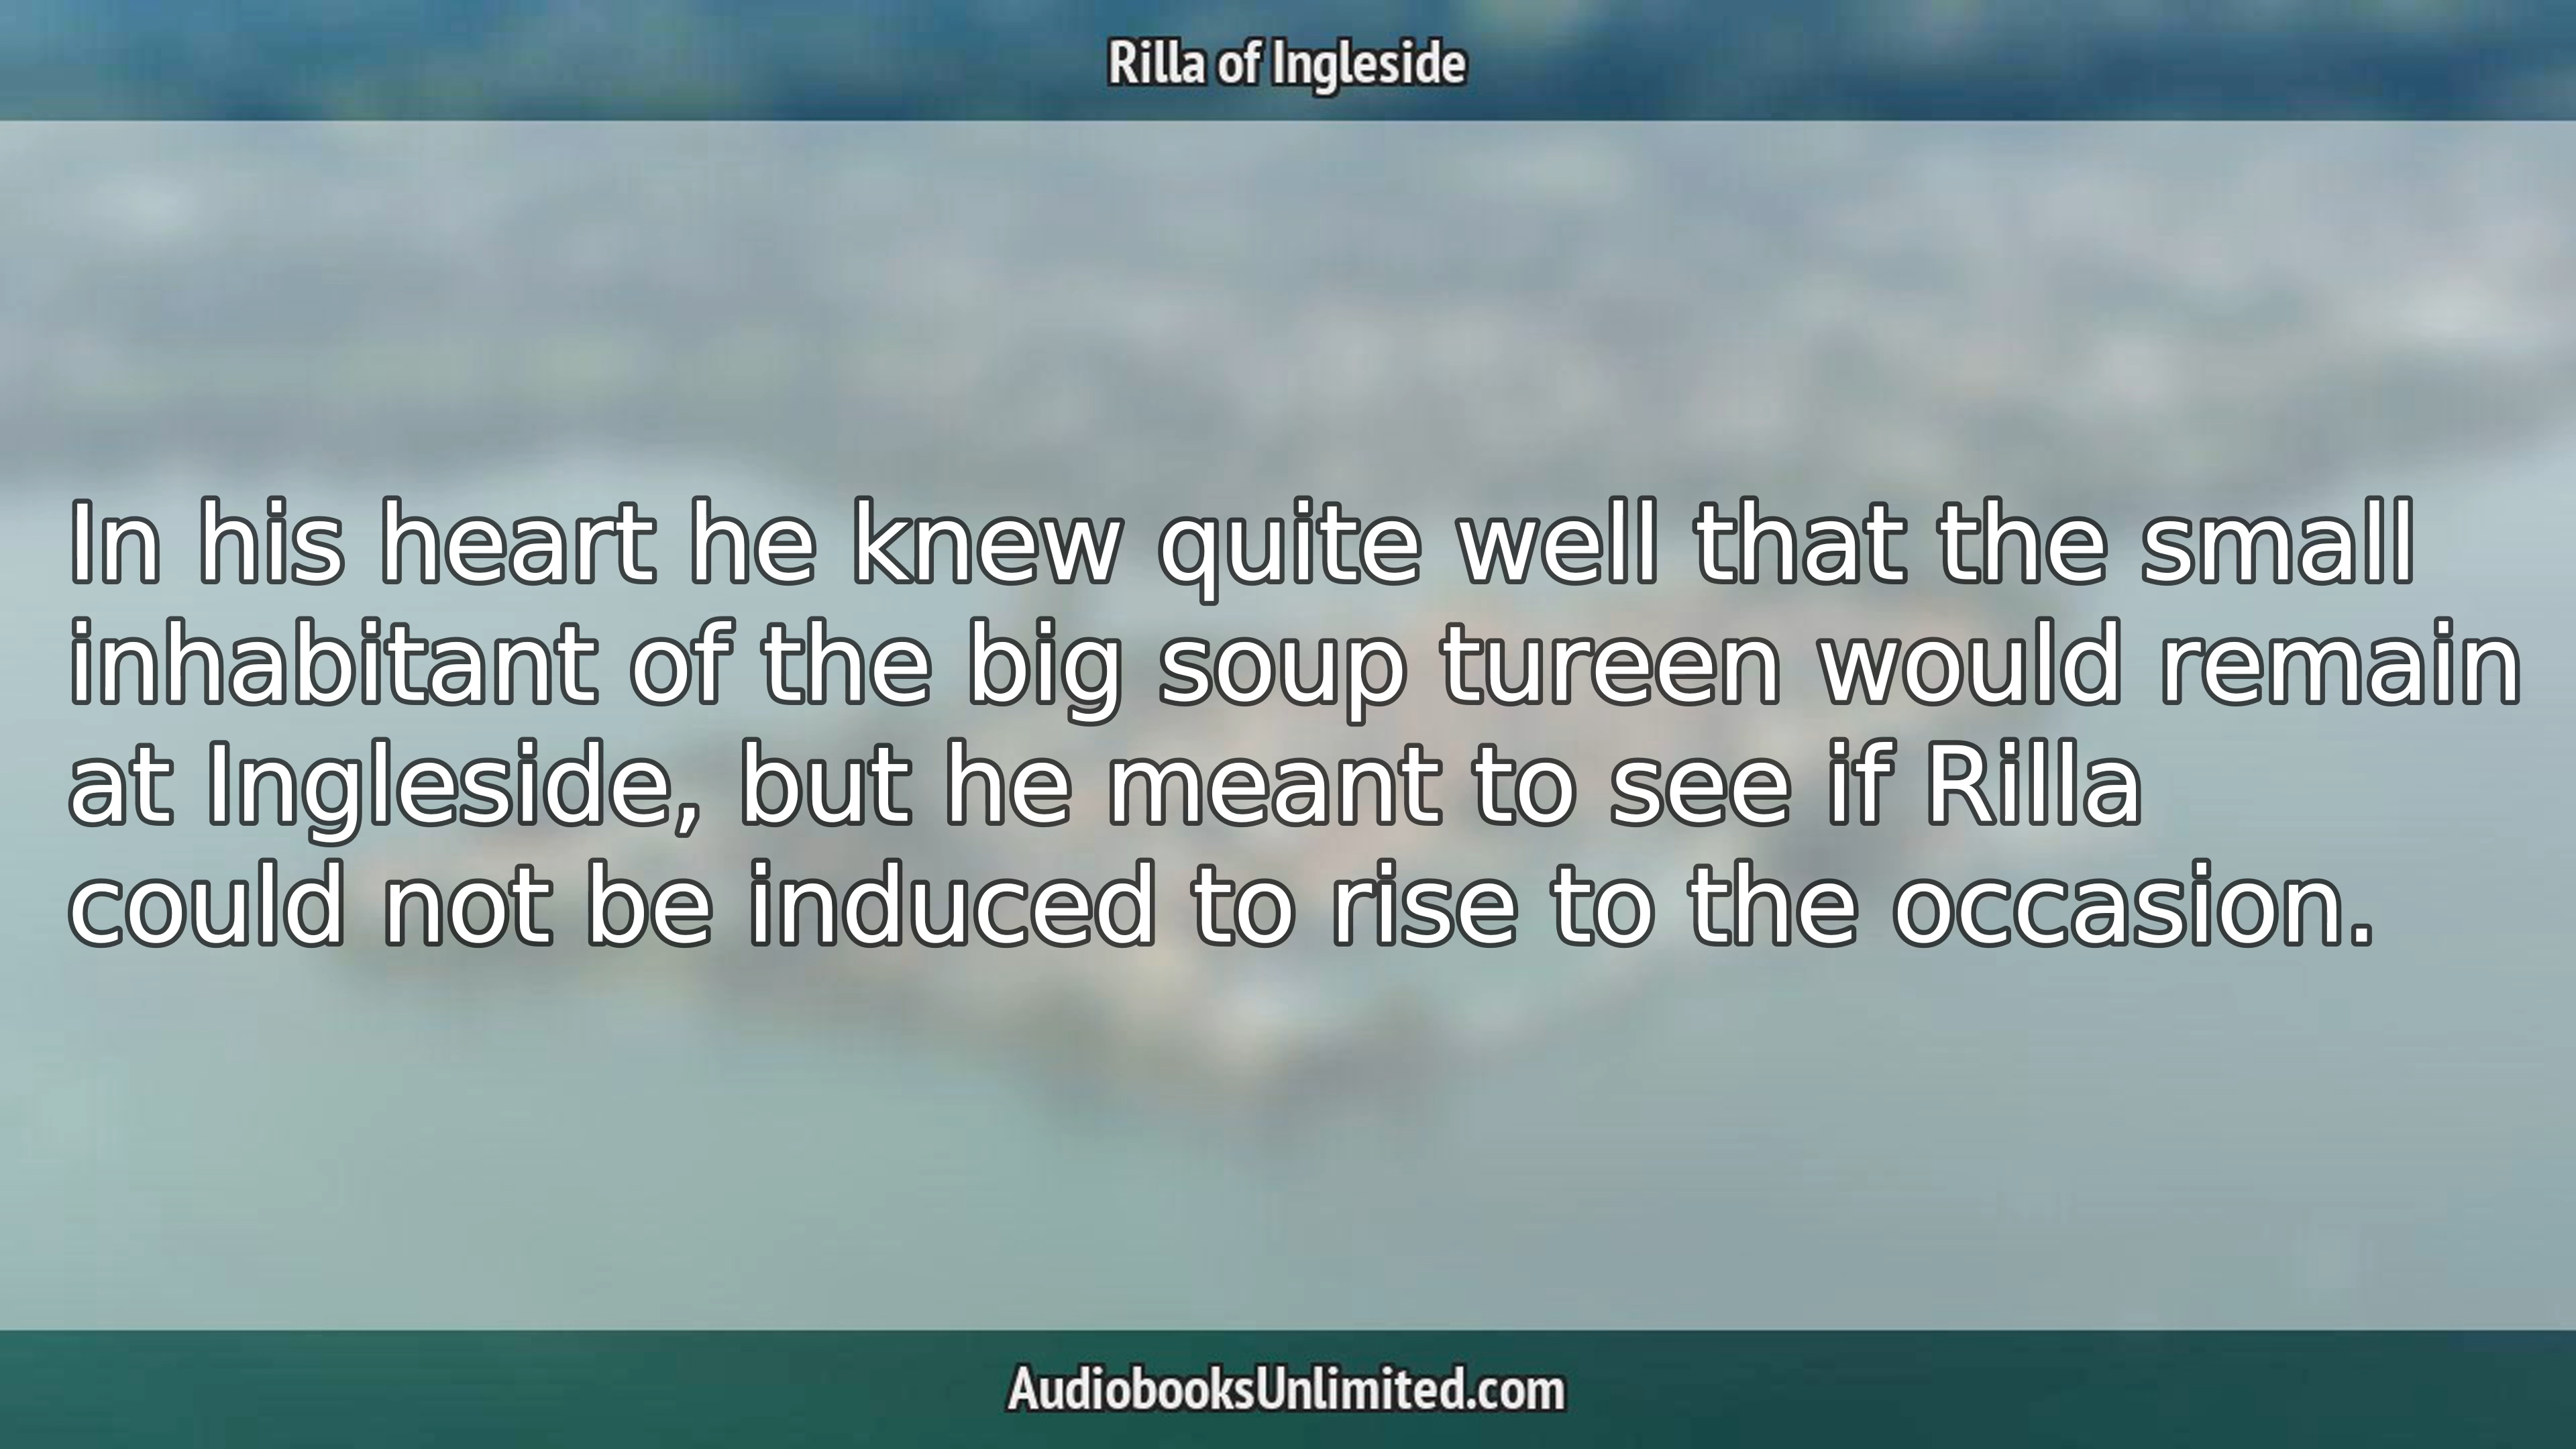 Rilla of Ingleside
In his heart he knew quite well that the small
inhabitant of the big soup tureen would remain
at Ingleside, but he meant to see if Rilla
could not be induced to rise to the occasion.
AudiobooksUnlimited.com